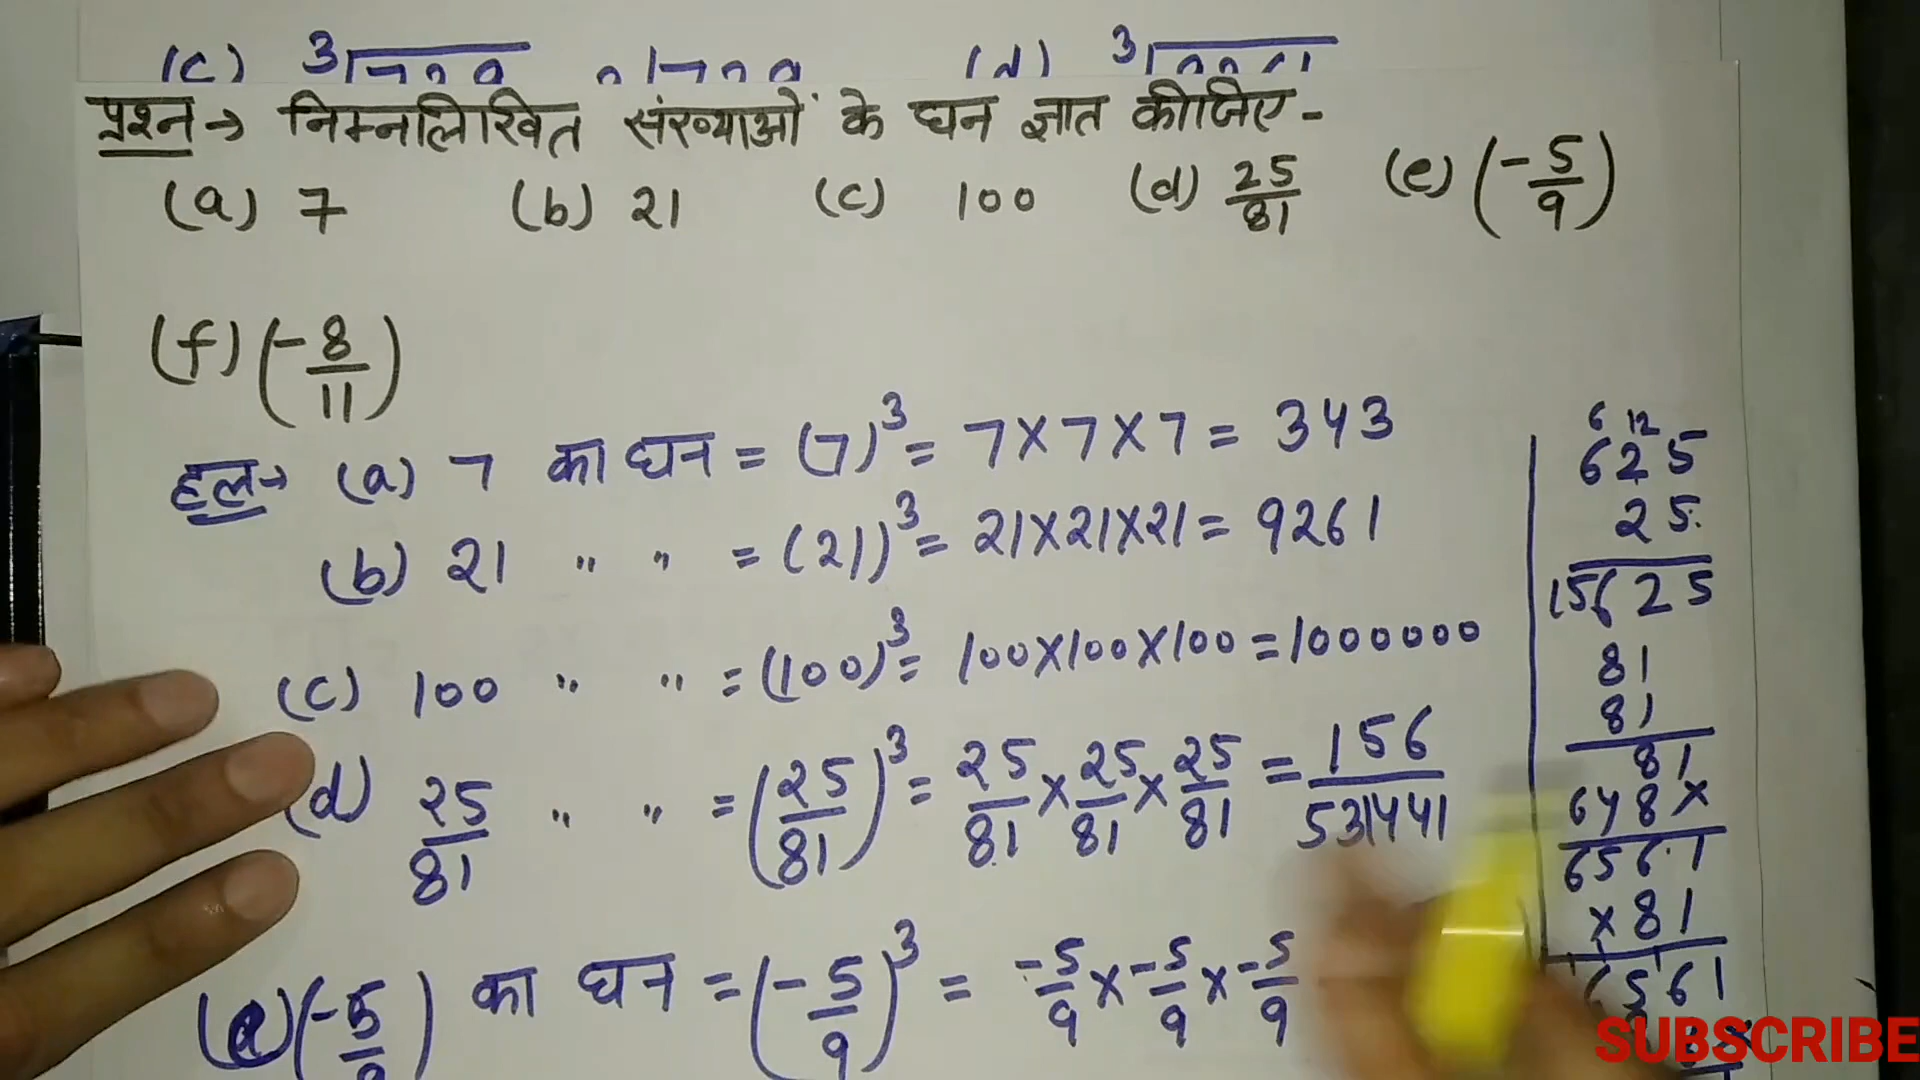 (c) (d)
प्रश्न → निम्नलिखित संख्याओं के घन ज्ञात कीजिए -
(a) 7 (b) 21 (c) 100 (d) 25/81 (e) (-5/9)
(f) (-8/11)
हल → (a) 7 का घन = (7)³ = 7×7×7 = 343
(b) 21 " " = (21)³ = 21×21×21 = 9261
(c) 100 " " = (100)³ = 100×100×100 = 1000000
(d) 25/81 " " = (25/81)³ = 25/81 × 25/81 × 25/81 = 156/531441
(e) (-5/9) का घन = (-5/9)³ = -5/9 × -5/9 × -5/9
6 12
625
25
15625
81
81
81
648×
6561
×81
6561
SUBSCRIBE